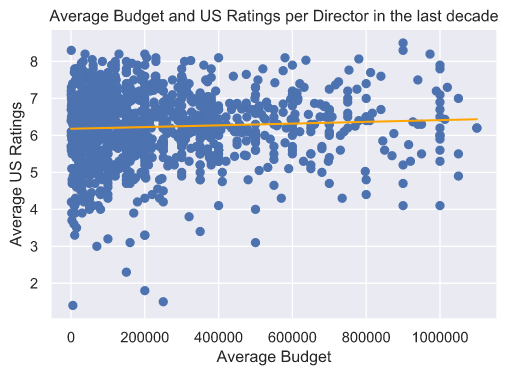 Average Budget and US Ratings per Director in the last decade
8
7
6
5
4
3
2
Average US Ratings
0 200000 400000 600000 800000 1000000
Average Budget